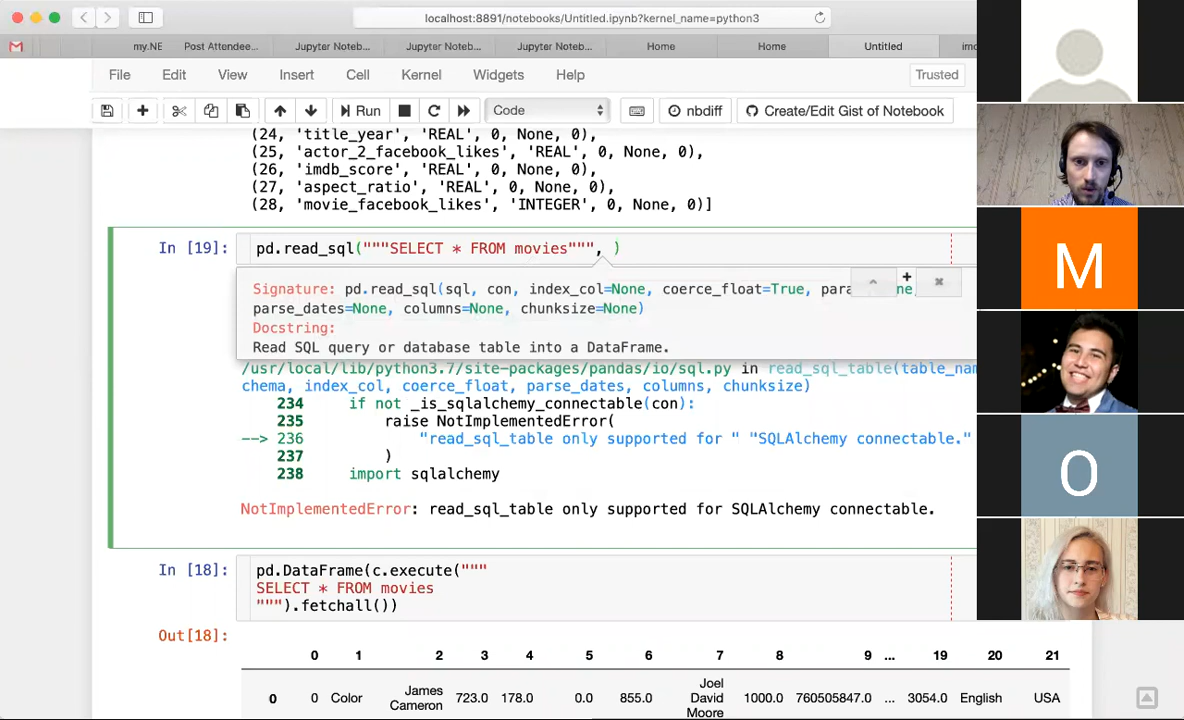 localhost:8891/notebooks/Untitled.ipynb?kernel_name=python3
my.NE Post Attendee... Jupyter Noteb... Jupyter Noteb... Jupyter Noteb... Home Home Untitled
File Edit View Insert Cell Kernel Widgets Help Trusted
Run Code nbdiff Create/Edit Gist of Notebook
(24, 'title_year', 'REAL', 0, None, 0),
(25, 'actor_2_facebook_likes', 'REAL', 0, None, 0),
(26, 'imdb_score', 'REAL', 0, None, 0),
(27, 'aspect_ratio', 'REAL', 0, None, 0),
(28, 'movie_facebook_likes', 'INTEGER', 0, None, 0)]
In [19]: pd.read_sql("""SELECT * FROM movies""", )
Signature: pd.read_sql(sql, con, index_col=None, coerce_float=True,
parse_dates=None, columns=None, chunksize=None)
Docstring:
Read SQL query or database table into a DataFrame.
/usr/local/lib/python3.7/site-packages/pandas/io/sql.py in read_sql_table(table_nam
chema, index_col, coerce_float, parse_dates, columns, chunksize)
234 if not _is_sqlalchemy_connectable(con):
235 raise NotImplementedError(
--> 236 "read_sql_table only supported for " "SQLAlchemy connectable."
237 )
238 import sqlalchemy
NotImplementedError: read_sql_table only supported for SQLAlchemy connectable.
In [18]: pd.DataFrame(c.execute("""
SELECT * FROM movies
""").fetchall())
Out[18]:
0 1 2 3 4 5 6 7 8 9 ... 19 20 21
0 0 Color James Cameron 723.0 178.0 0.0 855.0 Joel David Moore 1000.0 760505847.0 ... 3054.0 English USA
M
O